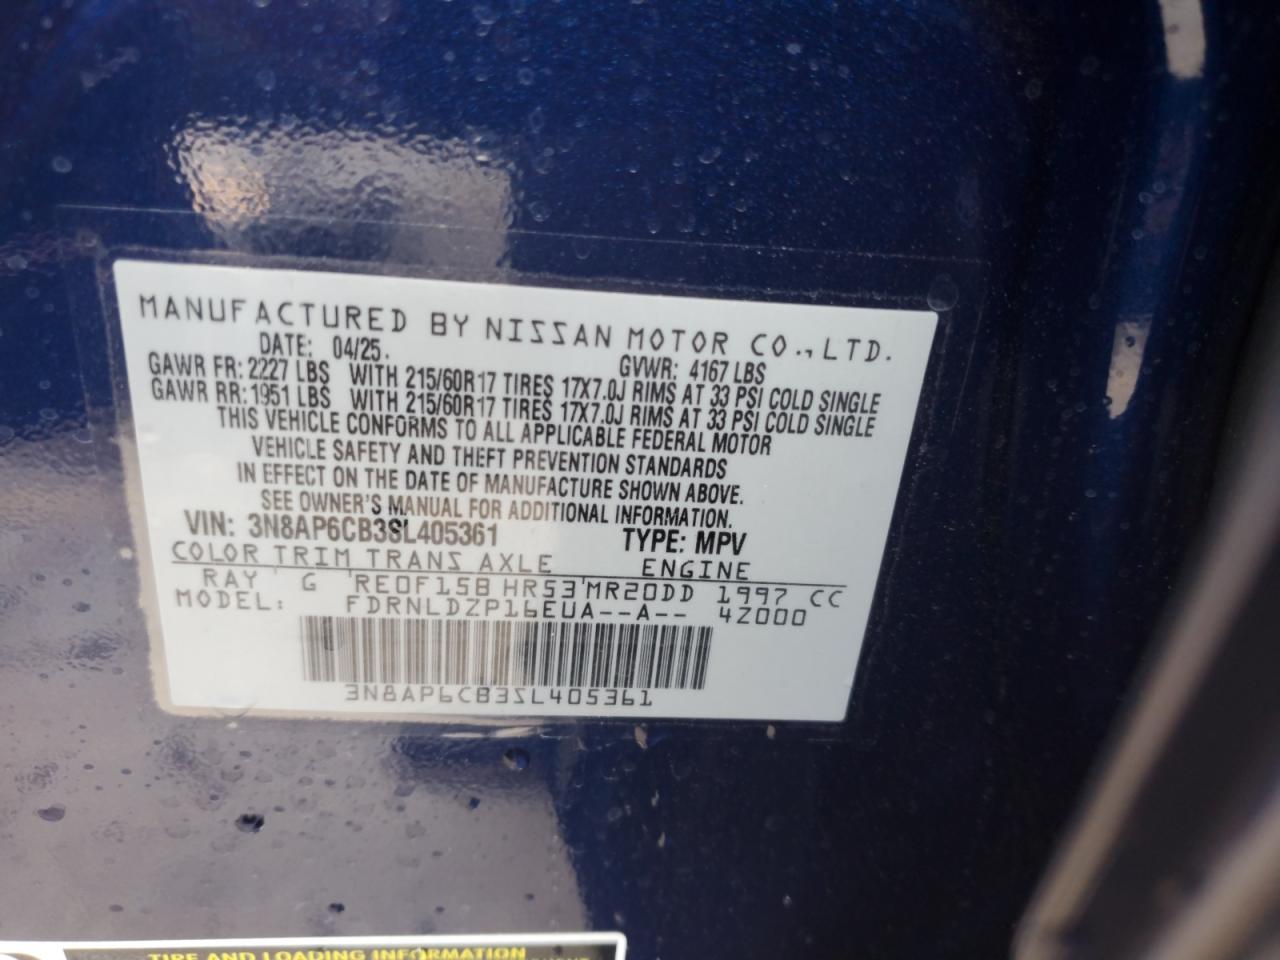 MANUFACTURED BY NISSAN MOTOR CO., LTD.
DATE: 04/25. GVWR: 4167 LBS
GAWR FR: 2227 LBS WITH 215/60R17 TIRES 17X7.0J RIMS AT 33 PSI COLD SINGLE
GAWR RR: 1951 LBS WITH 215/60R17 TIRES 17X7.0J RIMS AT 33 PSI COLD SINGLE
THIS VEHICLE CONFORMS TO ALL APPLICABLE FEDERAL MOTOR
VEHICLE SAFETY AND THEFT PREVENTION STANDARDS
IN EFFECT ON THE DATE OF MANUFACTURE SHOWN ABOVE.
SEE OWNER'S MANUAL FOR ADDITIONAL INFORMATION.
VIN: 3N8AP6CB3SL405361 TYPE: MPV
COLOR TRIM TRANS AXLE ENGINE
RAY G RE0F15B HR53 MR20DD 1997 CC
MODEL: FDRNLDZP16EUA--A-- 42000
3N8AP6CB3SL405361
TIRE AND LOADING INFORMATION